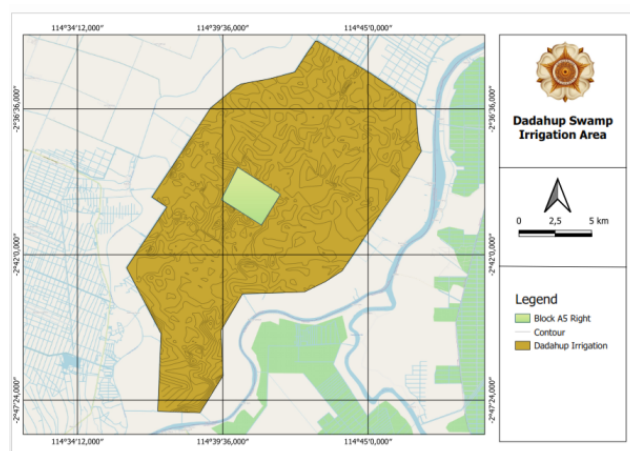 114°34'12,000"
114°39'36,000"
114°45'0,000"
-2°36'36,000"
-2°36'36,000"
-2°42'0,000"
-2°42'0,000"
-2°47'24,000"
-2°47'24,000"
114°34'12,000"
114°39'36,000"
114°45'0,000"
Dadahup Swamp
Irrigation Area
0 2,5 5 km
Legend
Block A5 Right
Contour
Dadahup Irrigation